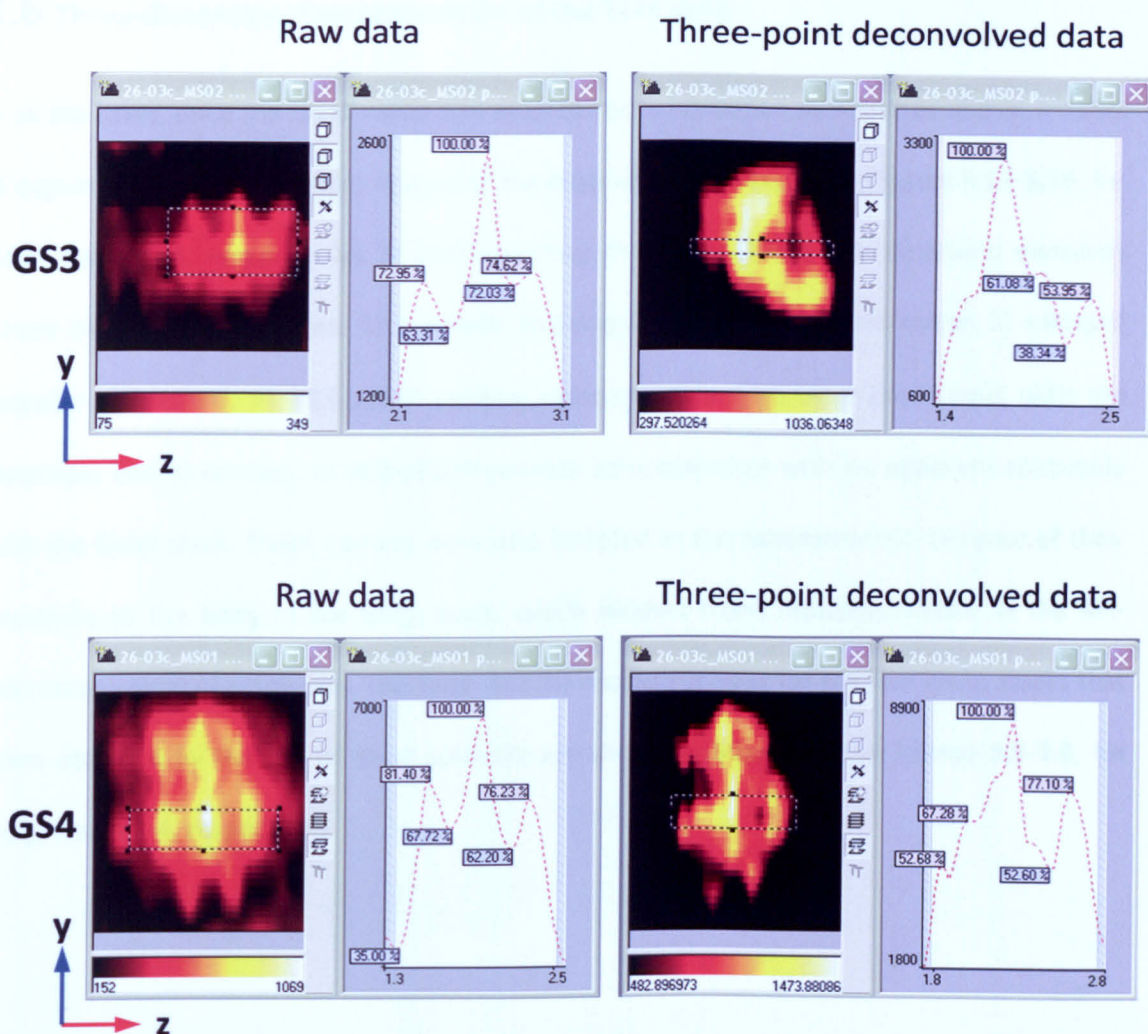 Raw data
Three-point deconvolved data
26-03c_MS02 ...
26-03c_MS02 p...
26-03c_MS02 ...
26-03c_MS02 p...
GS3
2600
100.00 %
72.95 %
74.62 %
72.03 %
63.31 %
1200
2.1
3.1
75
349
3300
100.00 %
61.08 %
53.95 %
38.34 %
600
1.4
2.5
297.520264
1036.06348
y
z
Raw data
Three-point deconvolved data
26-03c_MS01 ...
26-03c_MS01 p...
26-03c_MS01 ...
26-03c_MS01 p...
GS4
7000
100.00 %
81.40 %
76.23 %
67.72 %
62.20 %
35.00 %
1.3
2.5
152
1069
8900
100.00 %
77.10 %
67.28 %
52.68 %
52.60 %
1800
1.8
2.8
482.896973
1473.88086
y
z